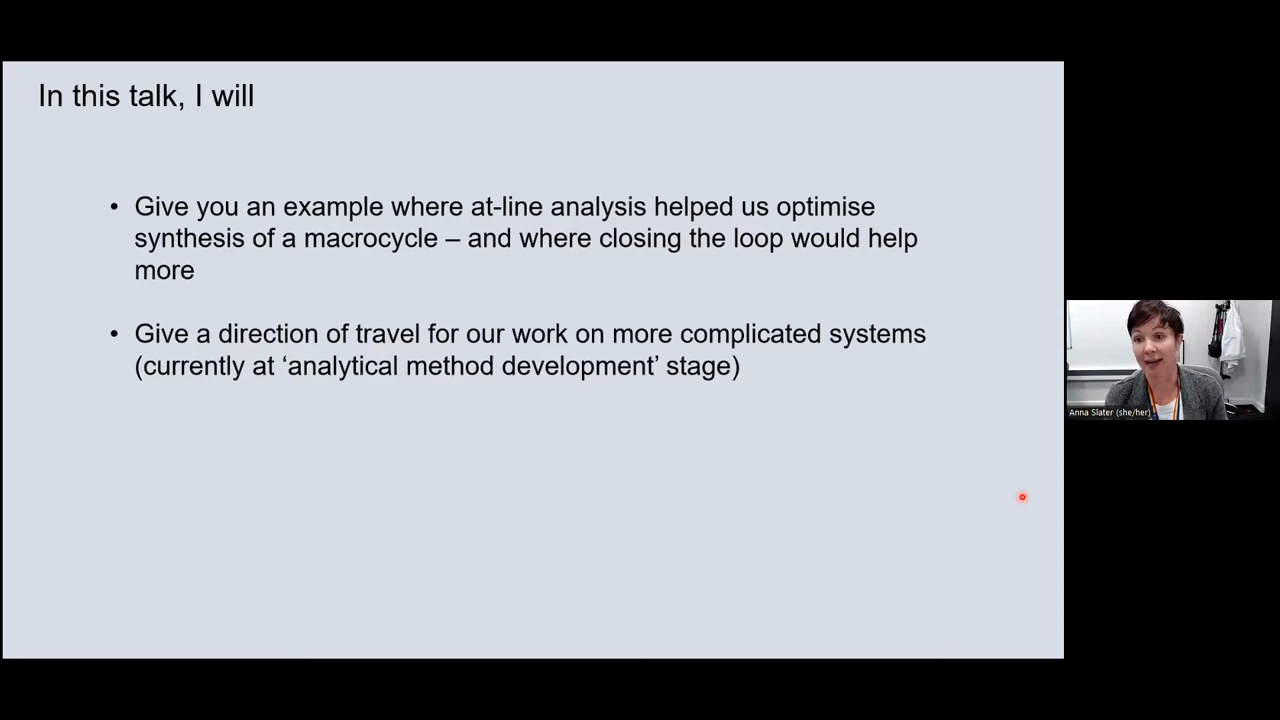 In this talk, I will
• Give you an example where at-line analysis helped us optimise
synthesis of a macrocycle – and where closing the loop would help
more
• Give a direction of travel for our work on more complicated systems
(currently at ‘analytical method development’ stage)
Anna Slater (she/her)